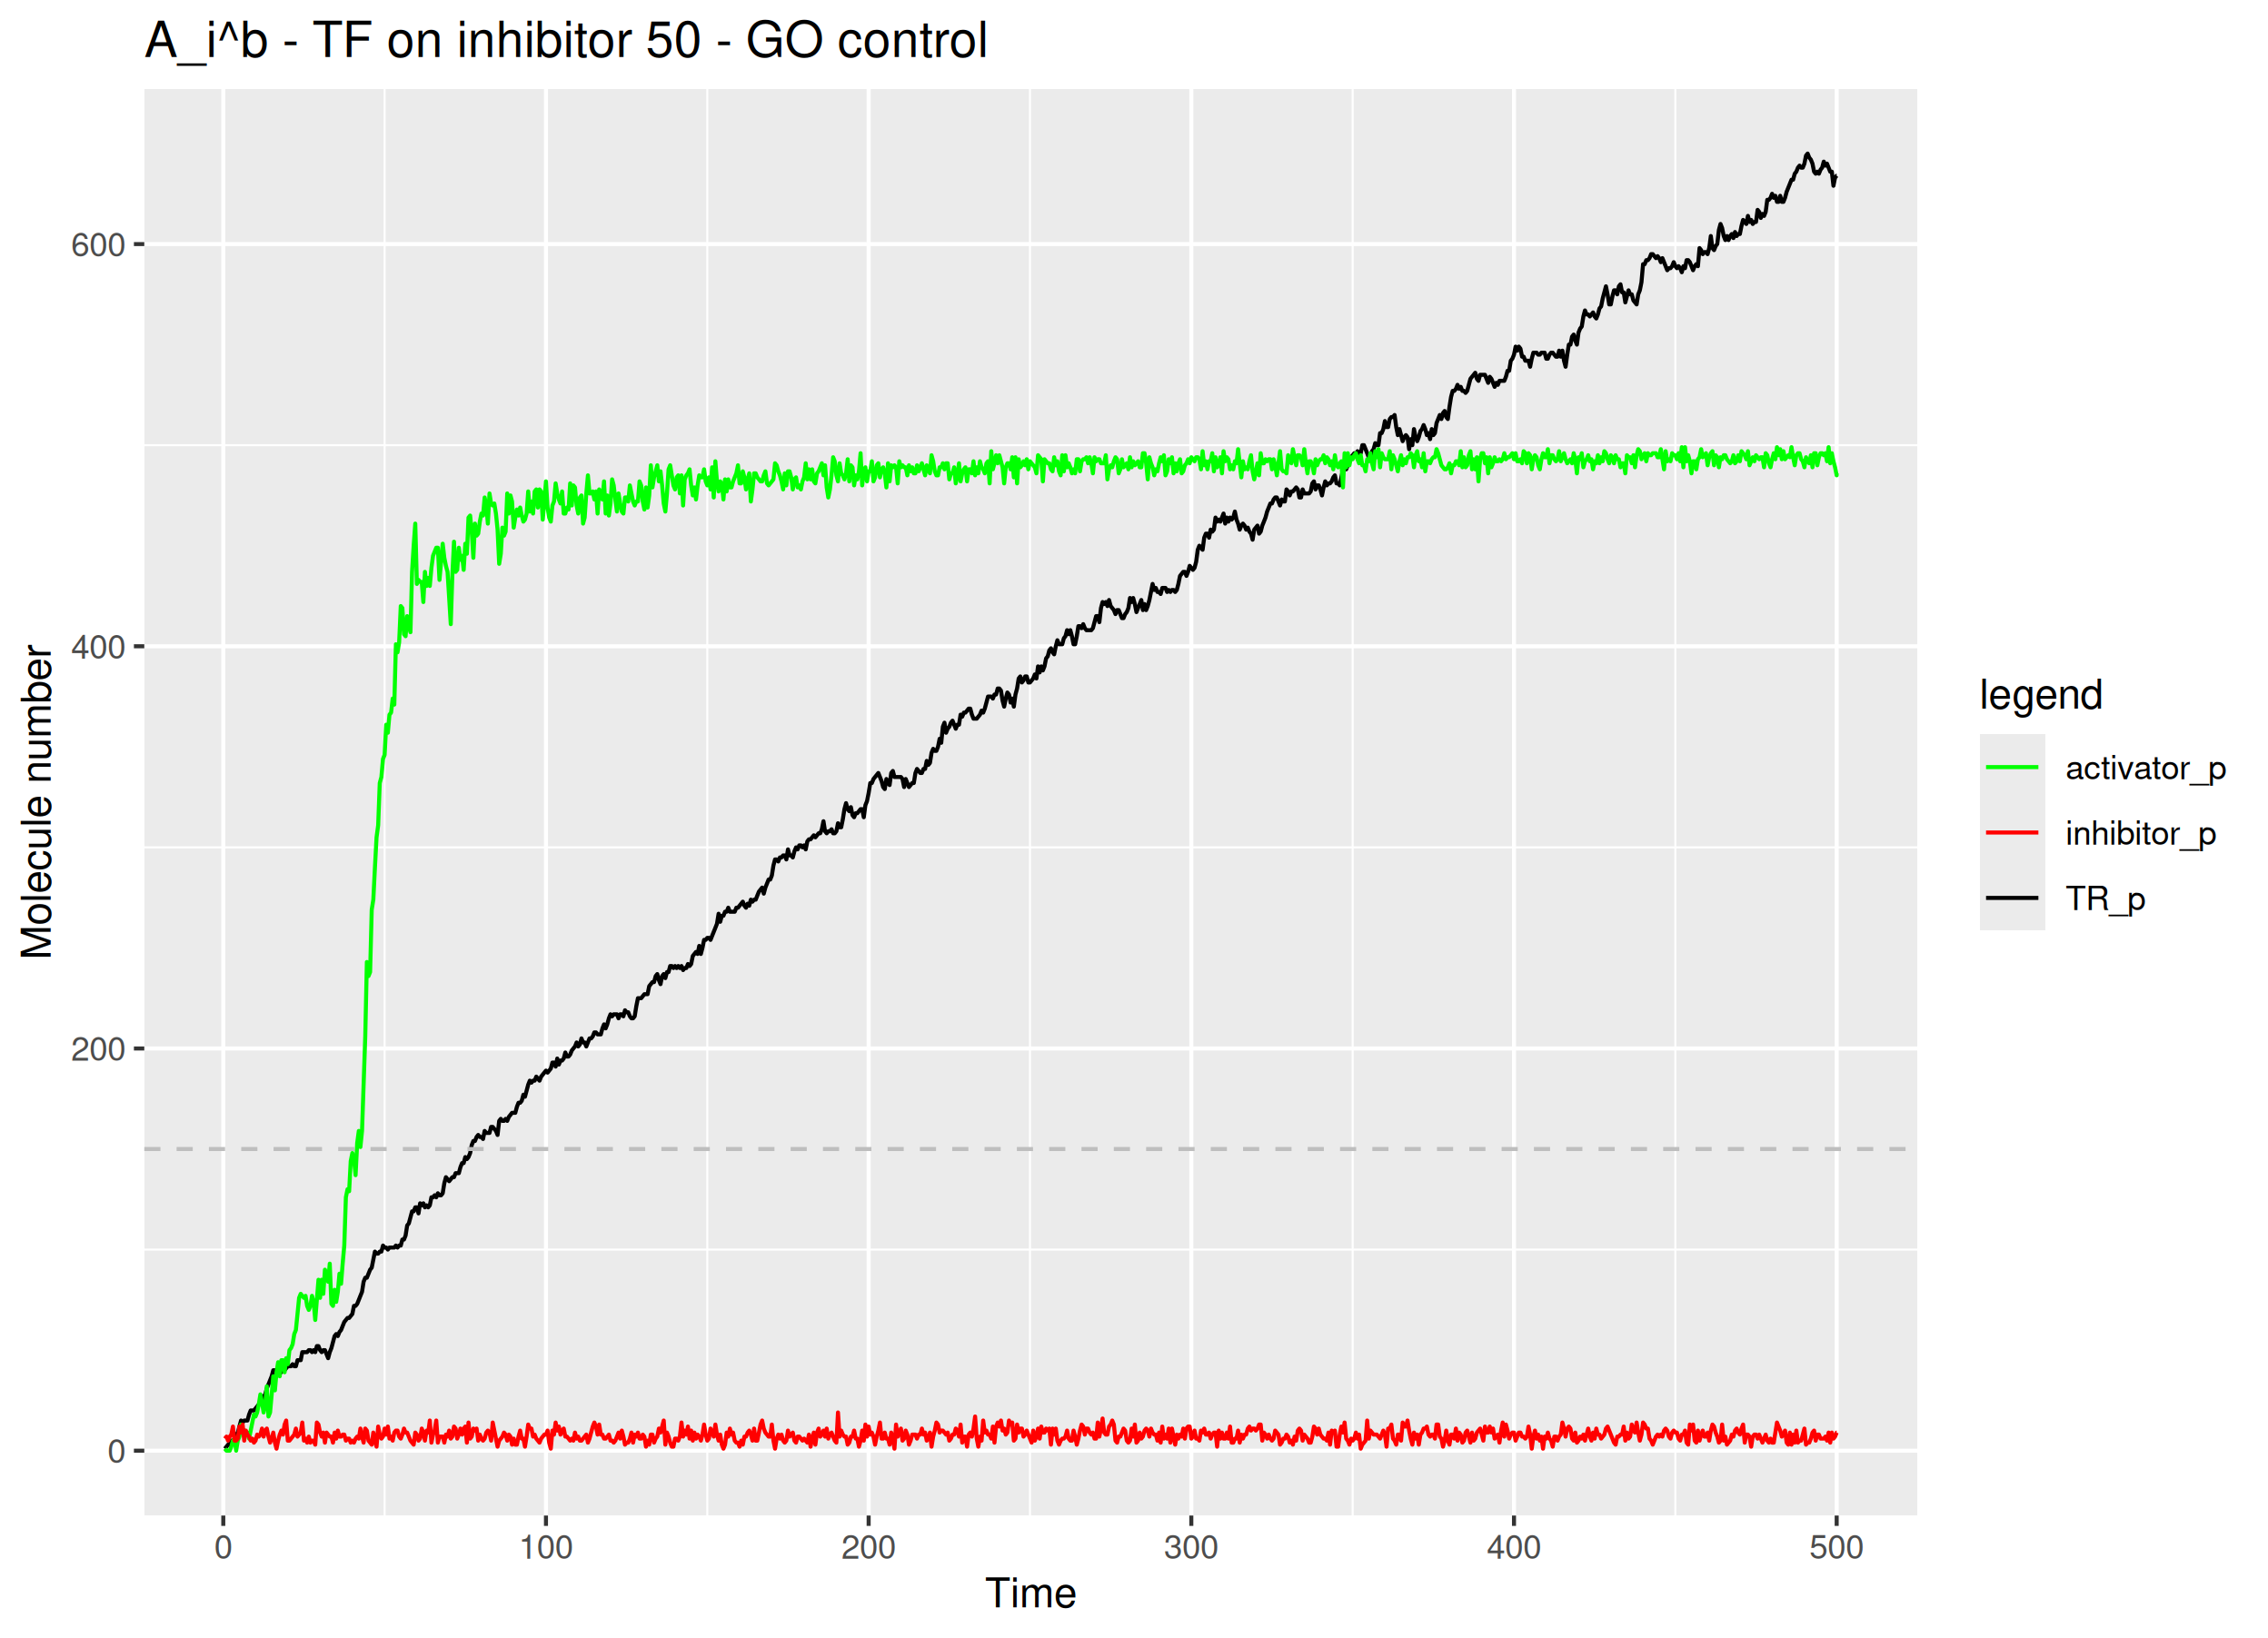 A_i^b - TF on inhibitor 50 - GO control
Molecule number
600
400
200
0
0 100 200 300 400 500
Time
legend
activator_p
inhibitor_p
TR_p